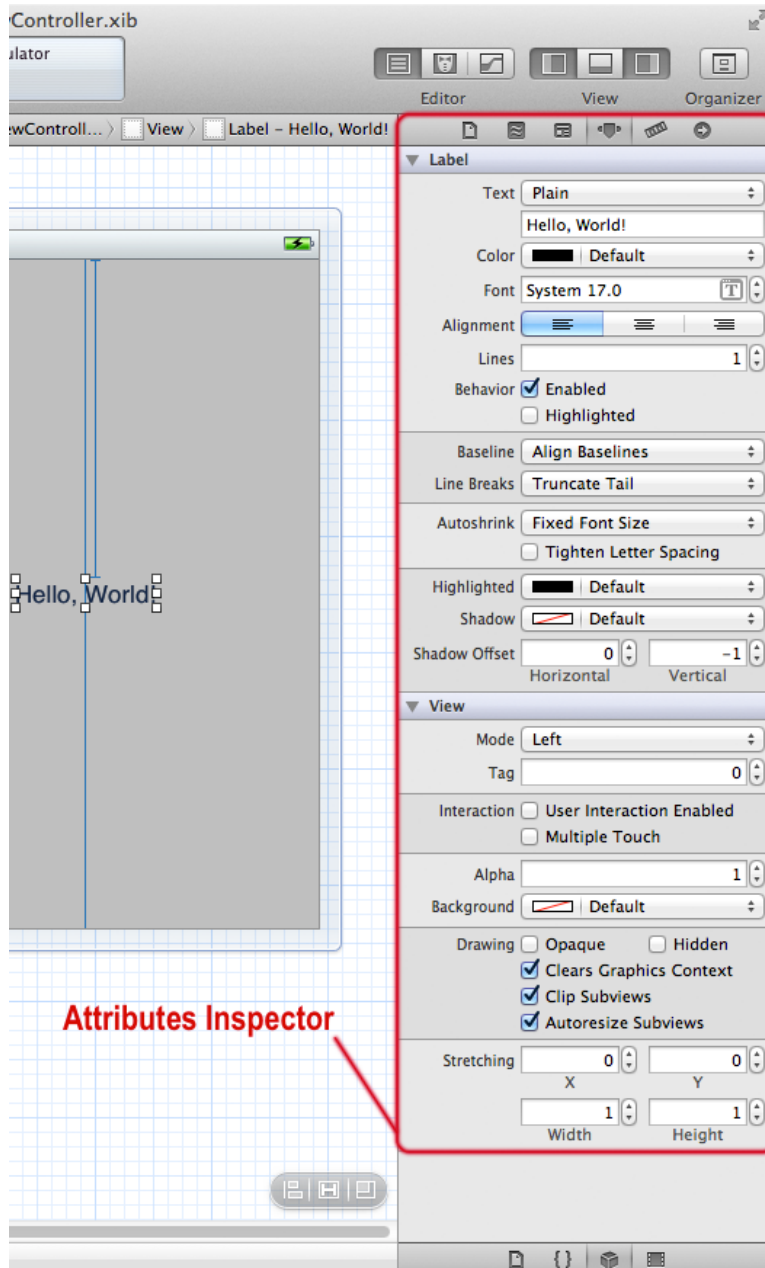 Controller.xib
ulator
Editor View Organizer
ewControll... View Label – Hello, World!
Label
Text Plain
Hello, World!
Color Default
Font System 17.0 T
Alignment
Lines 1
Behavior Enabled
Highlighted
Baseline Align Baselines
Line Breaks Truncate Tail
Autoshrink Fixed Font Size
Tighten Letter Spacing
Highlighted Default
Shadow Default
Shadow Offset 0 -1
Horizontal Vertical
View
Mode Left
Tag 0
Interaction User Interaction Enabled
Multiple Touch
Alpha 1
Background Default
Drawing Opaque Hidden
Clears Graphics Context
Clip Subviews
Autoresize Subviews
Stretching 0 0
X Y
1 1
Width Height
Hello, World!
Attributes Inspector
{}